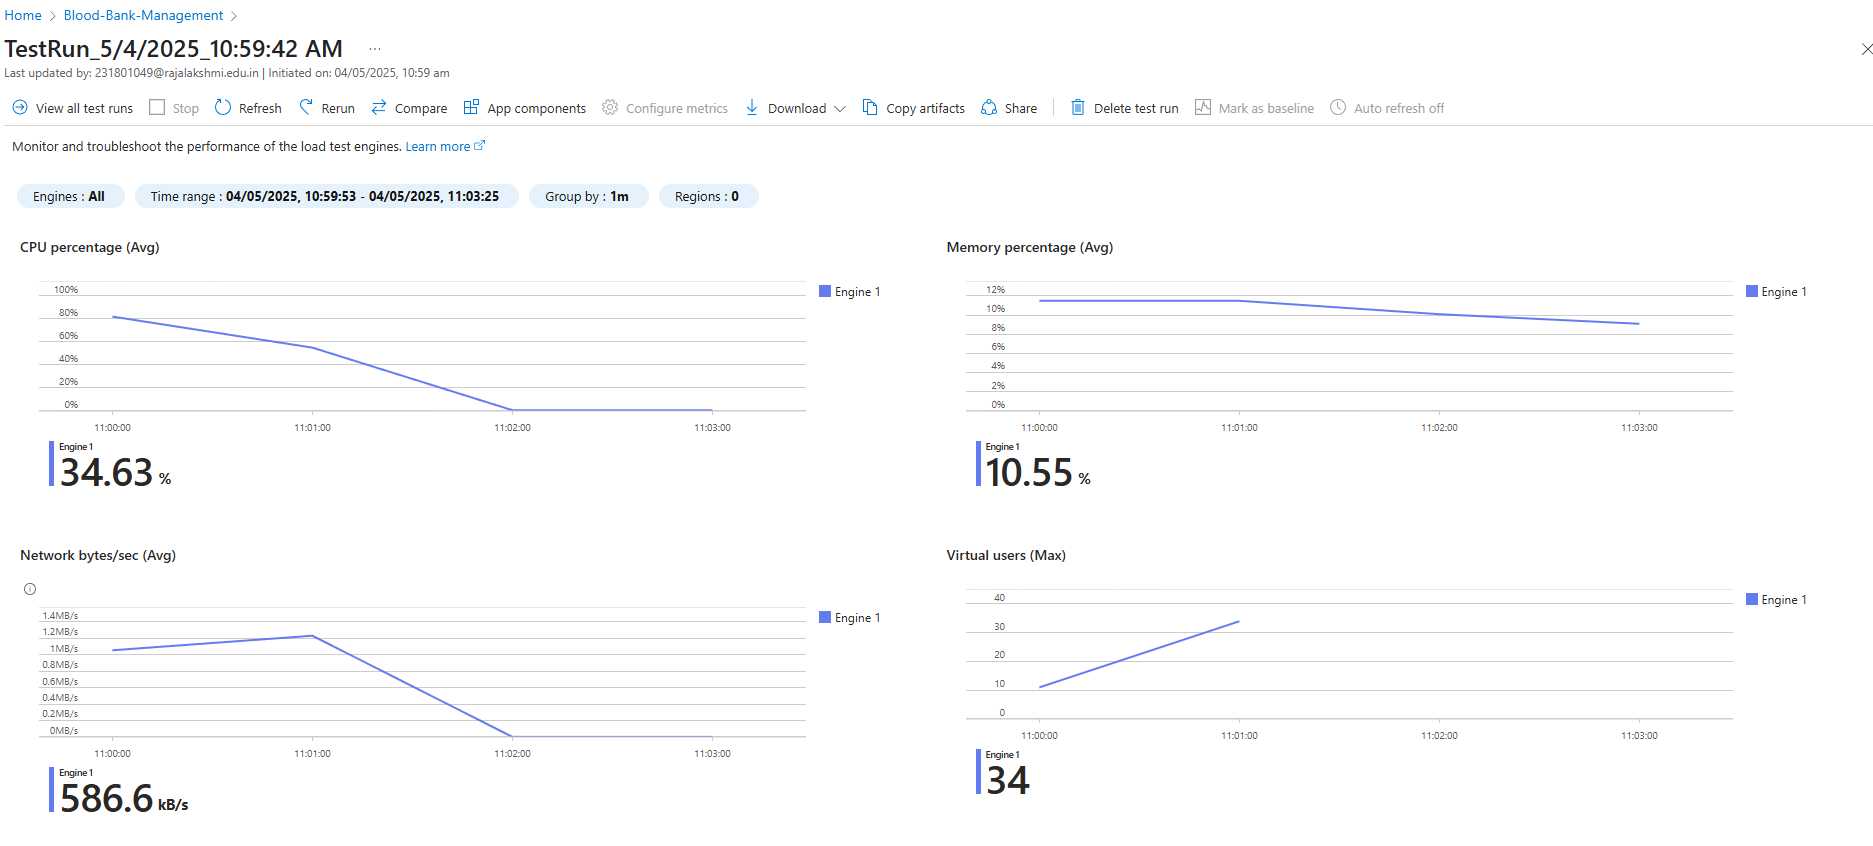 Home > Blood-Bank-Management >
TestRun_5/4/2025_10:59:42 AM ...
Last updated by: 231801049@rajalakshmi.edu.in | Initiated on: 04/05/2025, 10:59 am
View all test runs Stop Refresh Rerun Compare App components Configure metrics Download Copy artifacts Share Delete test run Mark as baseline Auto refresh off
Monitor and troubleshoot the performance of the load test engines. Learn more
Engines : All Time range : 04/05/2025, 10:59:53 - 04/05/2025, 11:03:25 Group by : 1m Regions : 0
CPU percentage (Avg)
100%
80%
60%
40%
20%
0%
11:00:00 11:01:00 11:02:00 11:03:00
Engine 1
Engine 1
34.63 %
Memory percentage (Avg)
12%
10%
8%
6%
4%
2%
0%
11:00:00 11:01:00 11:02:00 11:03:00
Engine 1
Engine 1
10.55 %
Network bytes/sec (Avg)
1.4MB/s
1.2MB/s
1MB/s
0.8MB/s
0.6MB/s
0.4MB/s
0.2MB/s
0MB/s
11:00:00 11:01:00 11:02:00 11:03:00
Engine 1
Engine 1
586.6 kB/s
Virtual users (Max)
40
30
20
10
0
11:00:00 11:01:00 11:02:00 11:03:00
Engine 1
Engine 1
34